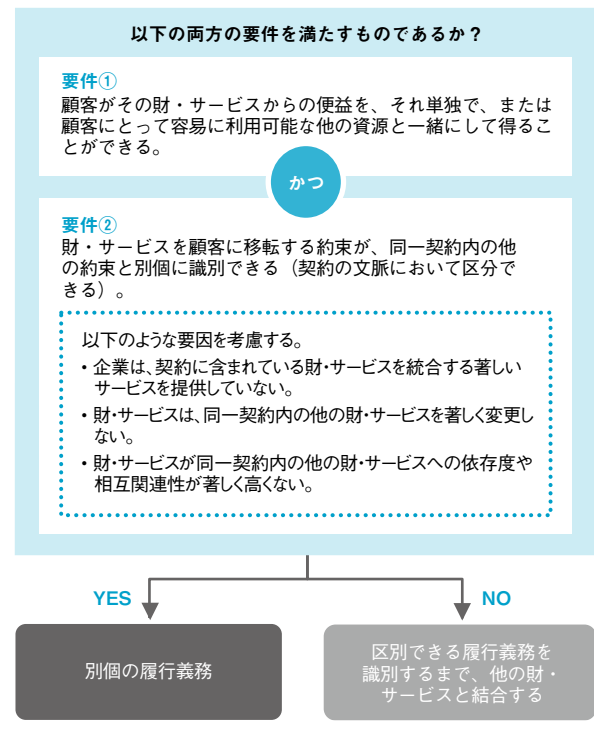 以下の両方の要件を満たすものであるか？
要件①
顧客がその財・サービスからの便益を、それ単独で、または
顧客にとって容易に利用可能な他の資源と一緒にして得るこ
とができる。
かつ
要件②
財・サービスを顧客に移転する約束が、同一契約内の他
の約束と別個に識別できる（契約の文脈において区分で
きる）。
以下のような要因を考慮する。
・企業は、契約に含まれている財・サービスを統合する著しい
サービスを提供していない。
・財・サービスは、同一契約内の他の財・サービスを著しく変更し
ない。
・財・サービスが同一契約内の他の財・サービスへの依存度や
相互関連性が著しく高くない。
YES
NO
別個の履行義務
区別できる履行義務を
識別するまで、他の財・
サービスと結合する